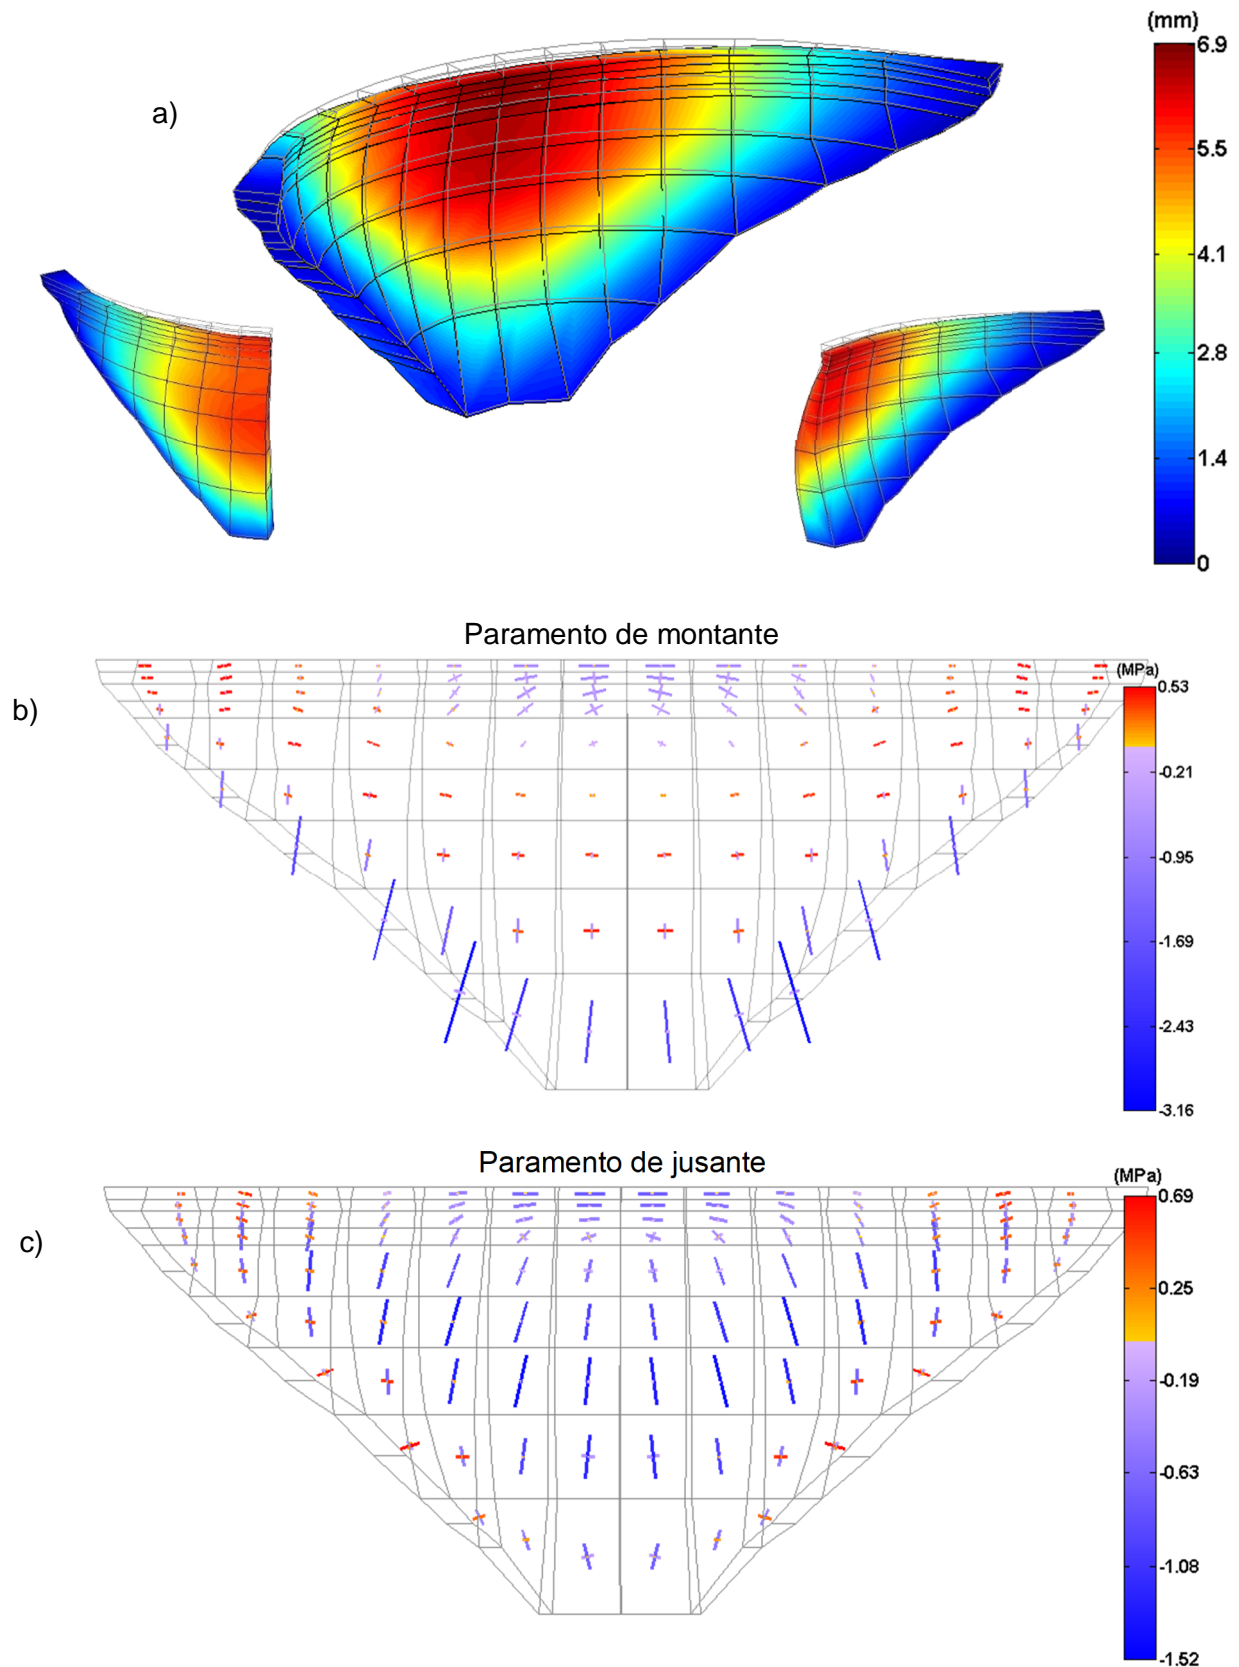 (mm)
6.9
a)
5.5
4.1
2.8
1.4
0
Paramento de montante
(MPa)
0.53
b)
-0.21
-0.95
-1.69
-2.43
-3.16
Paramento de jusante
(MPa)
0.69
c)
0.25
-0.19
-0.63
-1.08
-1.52